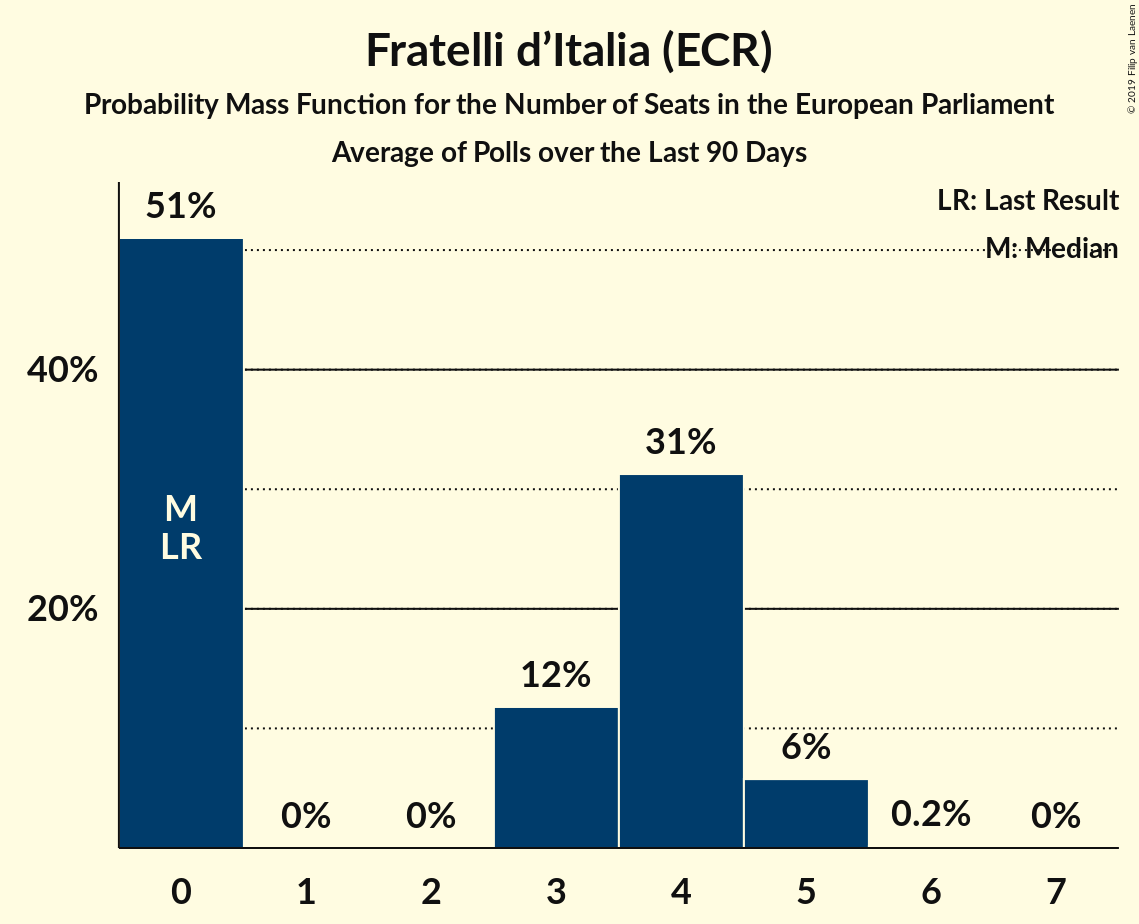 Fratelli d’Italia (ECR)
Probability Mass Function for the Number of Seats in the European Parliament
Average of Polls over the Last 90 Days
© 2019 Filip van Laenen
LR: Last Result
M: Median
51%
40%
31%
M
LR
20%
12%
6%
0% 0% 0.2% 0%
0 1 2 3 4 5 6 7